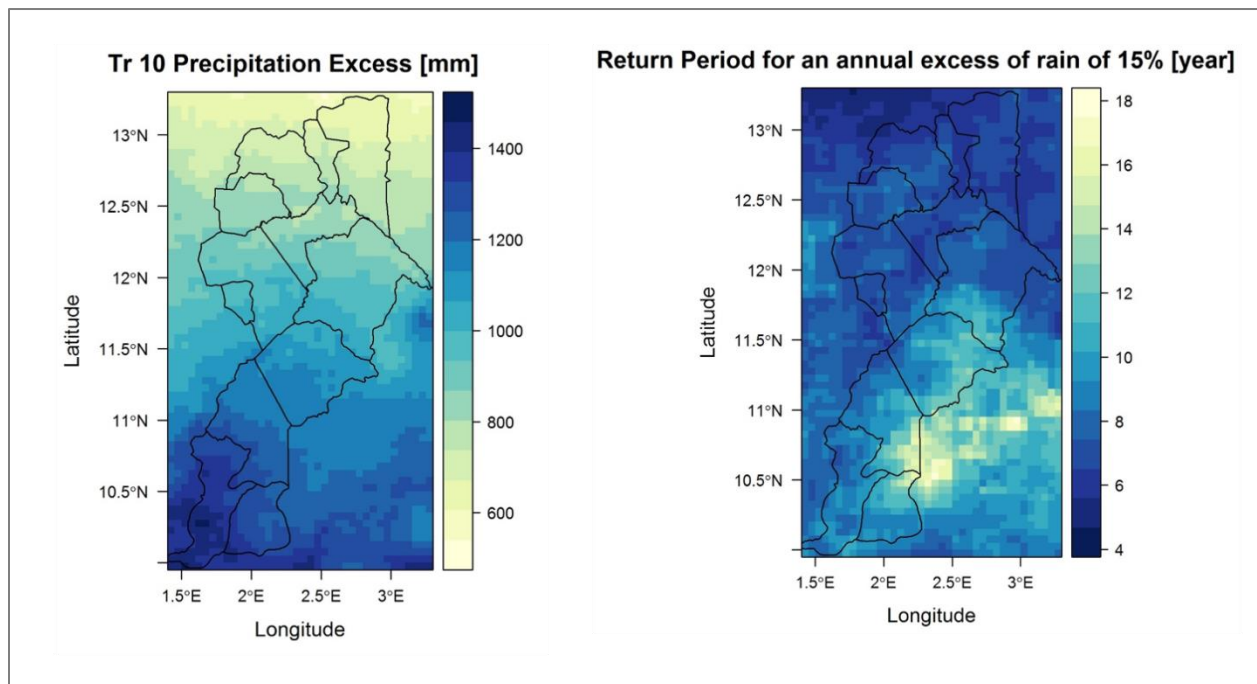 Tr 10 Precipitation Excess [mm]
13°N
12.5°N
12°N
11.5°N
11°N
10.5°N
Latitude
1.5°E
2°E
2.5°E
3°E
Longitude
1400
1200
1000
800
600
Return Period for an annual excess of rain of 15% [year]
13°N
12.5°N
12°N
11.5°N
11°N
10.5°N
Latitude
1.5°E
2°E
2.5°E
3°E
Longitude
18
16
14
12
10
8
6
4